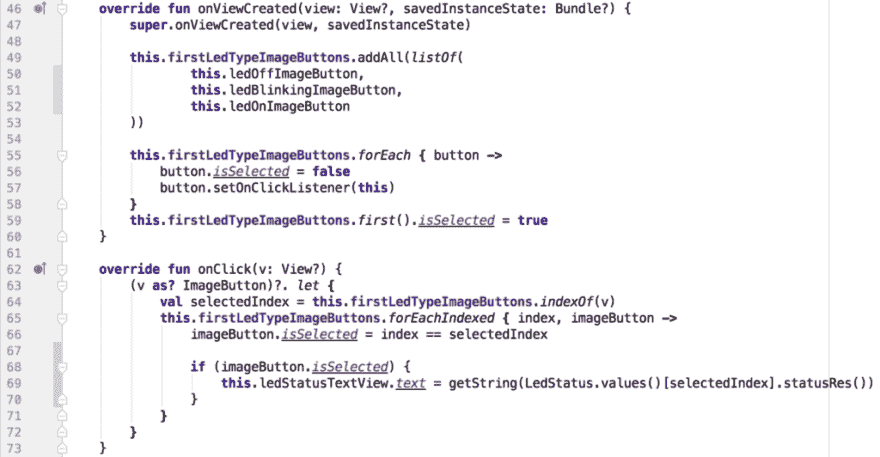 46 override fun onViewCreated(view: View?, savedInstanceState: Bundle?) {
47 super.onViewCreated(view, savedInstanceState)
48
49 this.firstLedTypeImageButtons.addAll(listOf(
50 this.ledOffImageButton,
51 this.ledBlinkingImageButton,
52 this.ledOnImageButton
53 ))
54
55 this.firstLedTypeImageButtons.forEach { button ->
56 button.isSelected = false
57 button.setOnClickListener(this)
58 }
59 this.firstLedTypeImageButtons.first().isSelected = true
60 }
61
62 override fun onClick(v: View?) {
63 (v as? ImageButton)?. let {
64 val selectedIndex = this.firstLedTypeImageButtons.indexOf(v)
65 this.firstLedTypeImageButtons.forEachIndexed { index, imageButton ->
66 imageButton.isSelected = index == selectedIndex
67
68 if (imageButton.isSelected) {
69 this.ledStatusTextView.text = getString(LedStatus.values()[selectedIndex].statusRes())
70 }
71 }
72 }
73 }